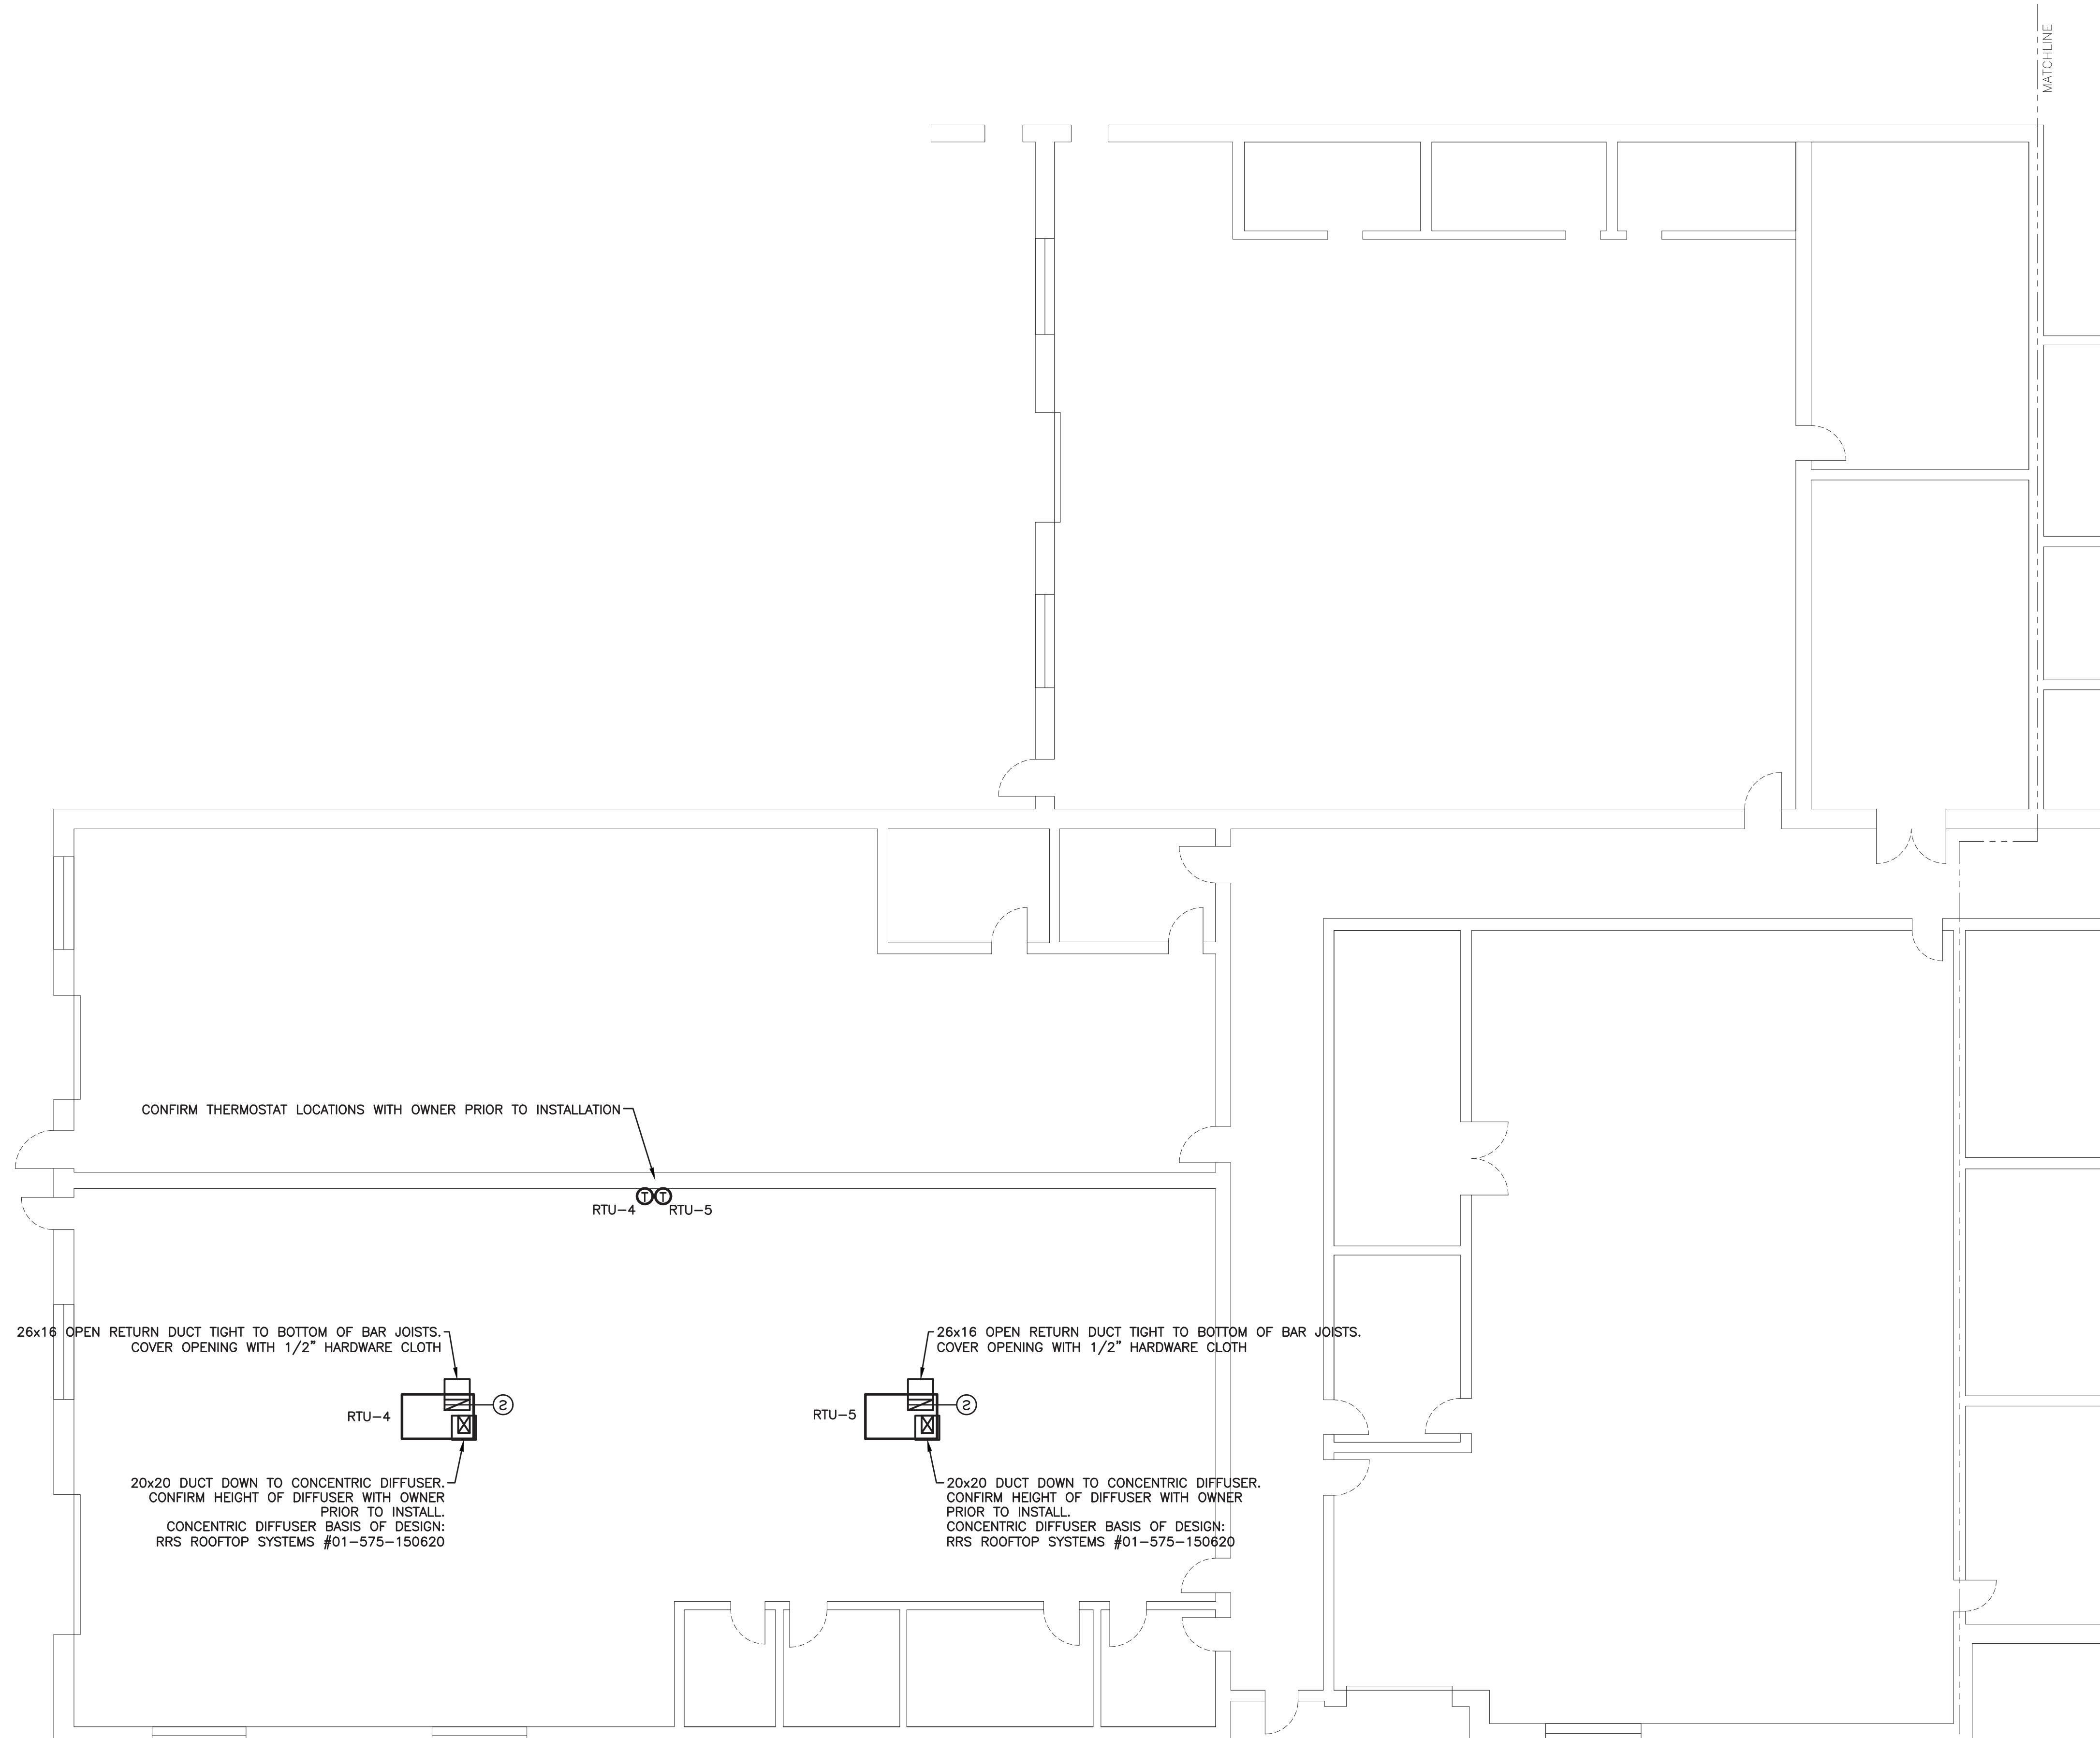 MATCHLINE
CONFIRM THERMOSTAT LOCATIONS WITH OWNER PRIOR TO INSTALLATION
T T
RTU-4 RTU-5
26x16 OPEN RETURN DUCT TIGHT TO BOTTOM OF BAR JOISTS.
COVER OPENING WITH 1/2" HARDWARE CLOTH
RTU-4
2
20x20 DUCT DOWN TO CONCENTRIC DIFFUSER.
CONFIRM HEIGHT OF DIFFUSER WITH OWNER
PRIOR TO INSTALL.
CONCENTRIC DIFFUSER BASIS OF DESIGN:
RRS ROOFTOP SYSTEMS #01-575-150620
26x16 OPEN RETURN DUCT TIGHT TO BOTTOM OF BAR JOISTS.
COVER OPENING WITH 1/2" HARDWARE CLOTH
RTU-5
2
20x20 DUCT DOWN TO CONCENTRIC DIFFUSER.
CONFIRM HEIGHT OF DIFFUSER WITH OWNER
PRIOR TO INSTALL.
CONCENTRIC DIFFUSER BASIS OF DESIGN:
RRS ROOFTOP SYSTEMS #01-575-150620